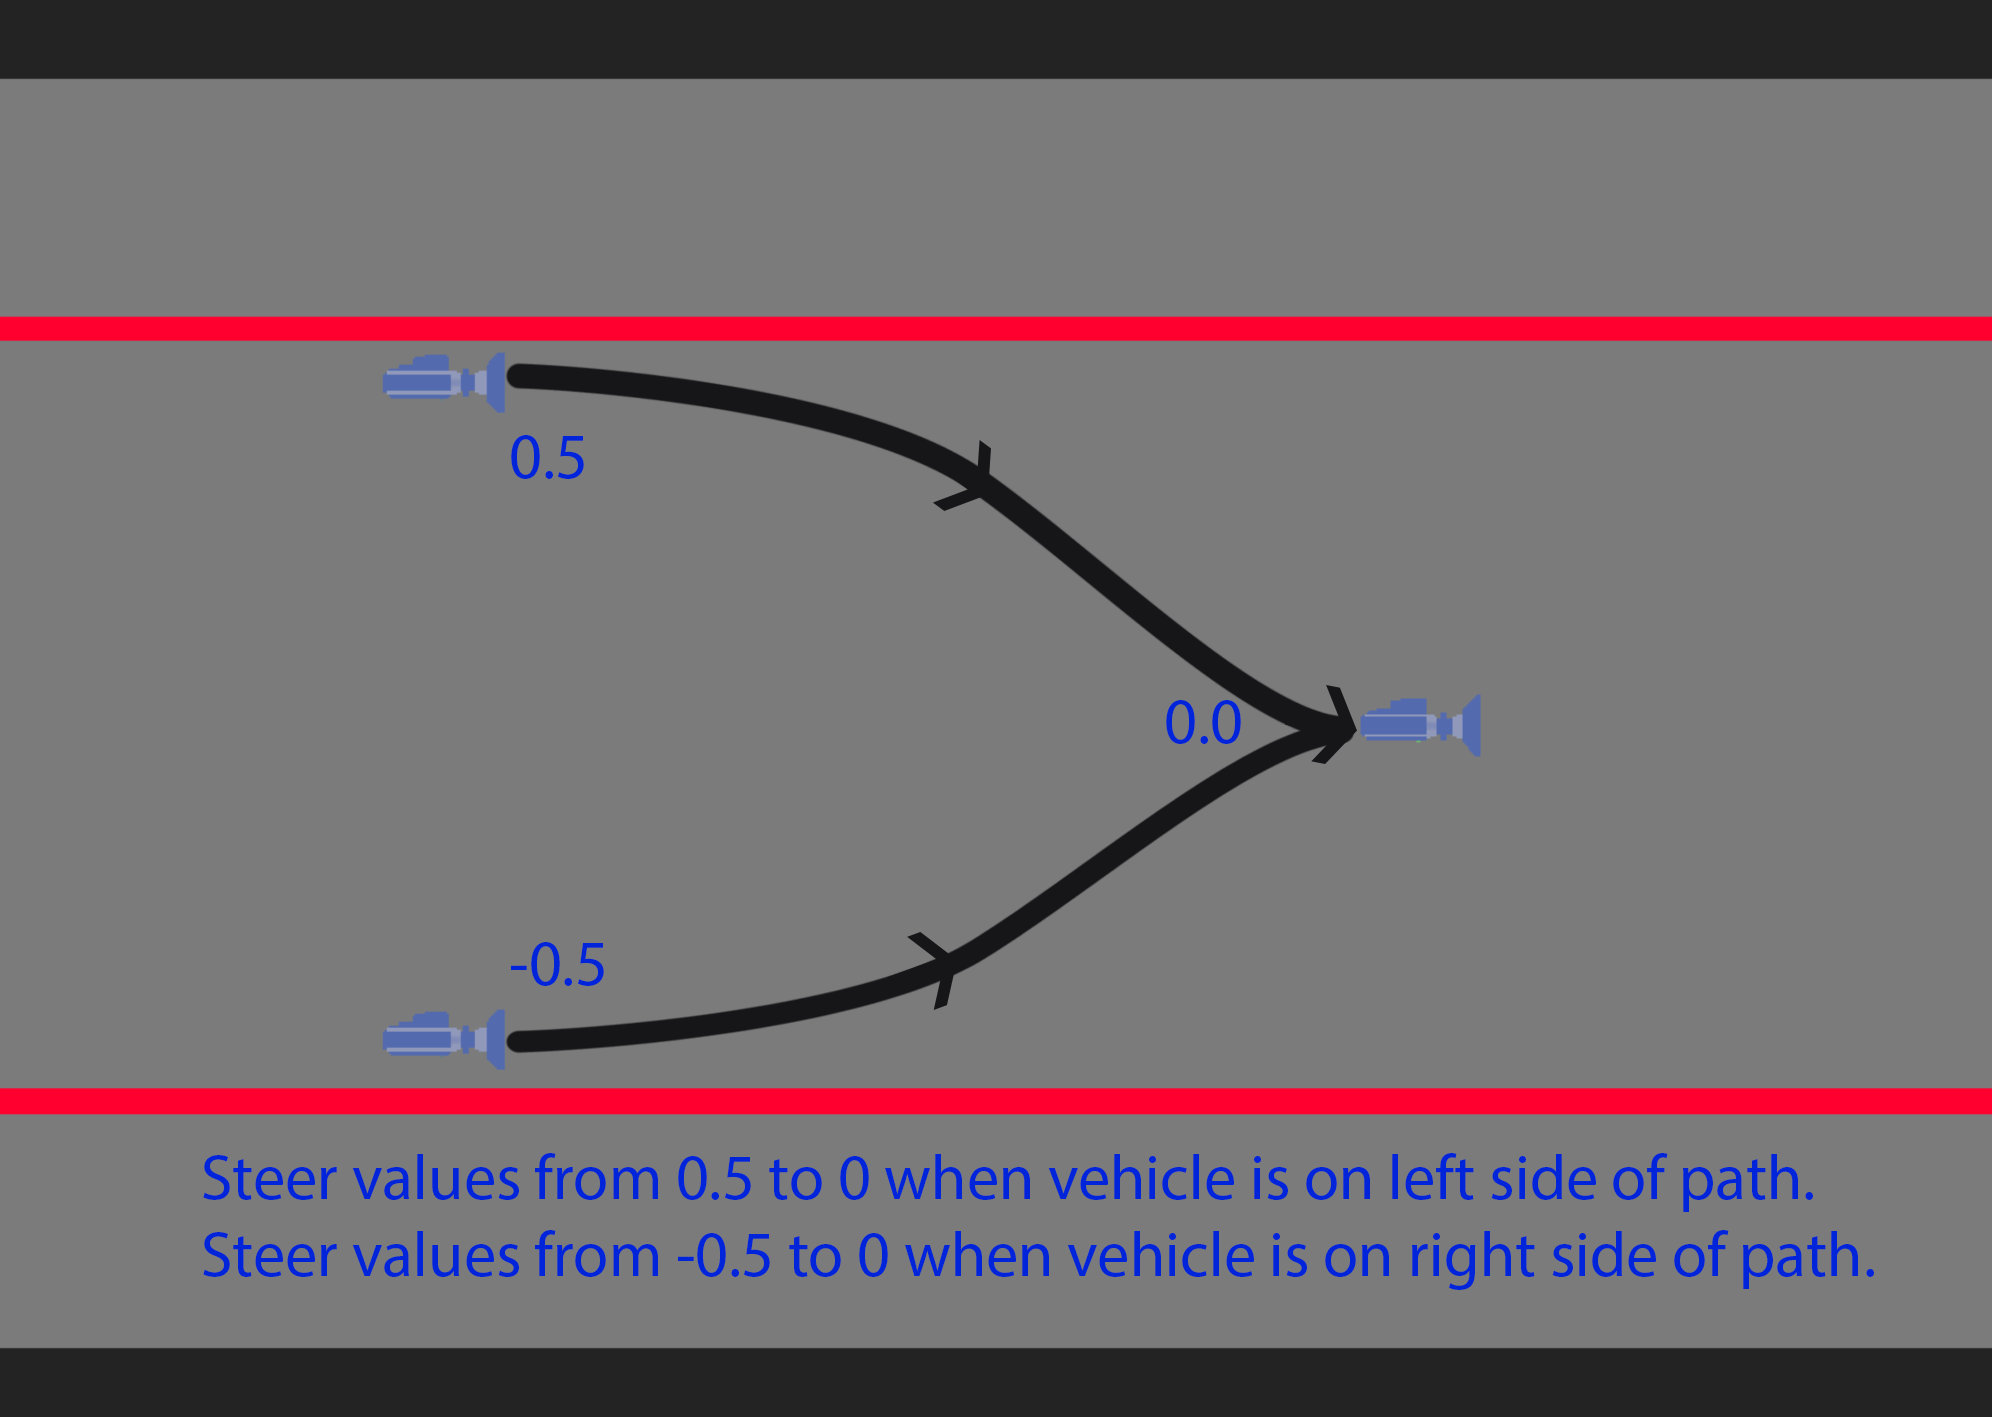 0.5
0.0
-0.5
Steer values from 0.5 to 0 when vehicle is on left side of path.
Steer values from -0.5 to 0 when vehicle is on right side of path.